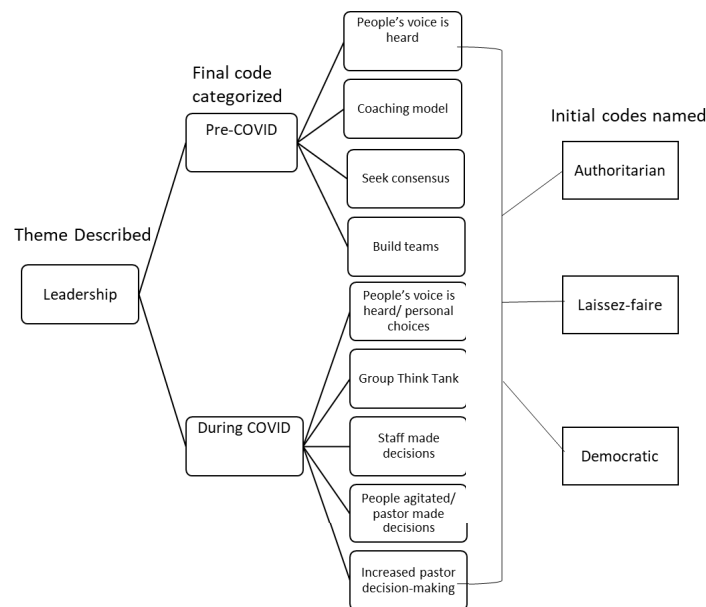 People's voice is
heard
Final code
categorized
Coaching model
Initial codes named
Pre-COVID
Authoritarian
Seek consensus
Theme Described
Build teams
Leadership
People's voice is
heard/ personal
choices
Laissez-faire
Group Think Tank
During COVID
Staff made
decisions
Democratic
People agitated/
pastor made
decisions
Increased pastor
decision-making